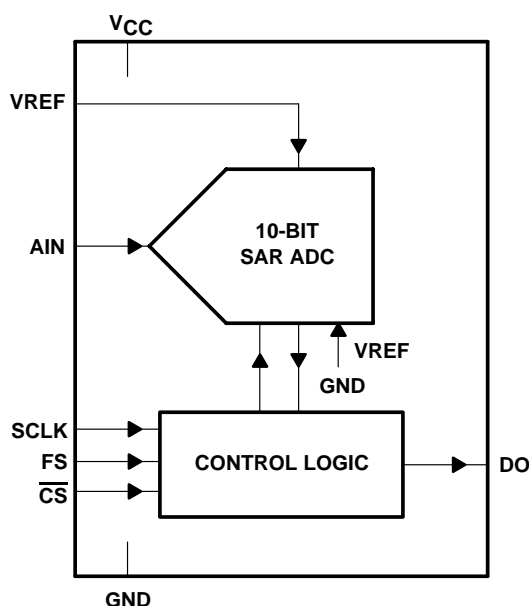 VCC
VREF
AIN
10-BIT
SAR ADC
VREF
GND
SCLK
FS
CS
CONTROL LOGIC
DO
GND